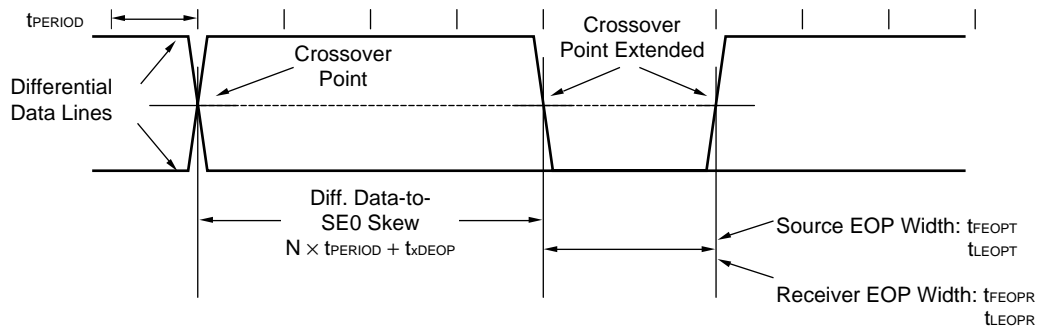 tPERIOD
Crossover
Point
Crossover
Point Extended
Differential
Data Lines
Diff. Data-to-
SE0 Skew
N × tPERIOD + txDEOP
Source EOP Width: tFEOPT
tLEOPT
Receiver EOP Width: tFEOPR
tLEOPR